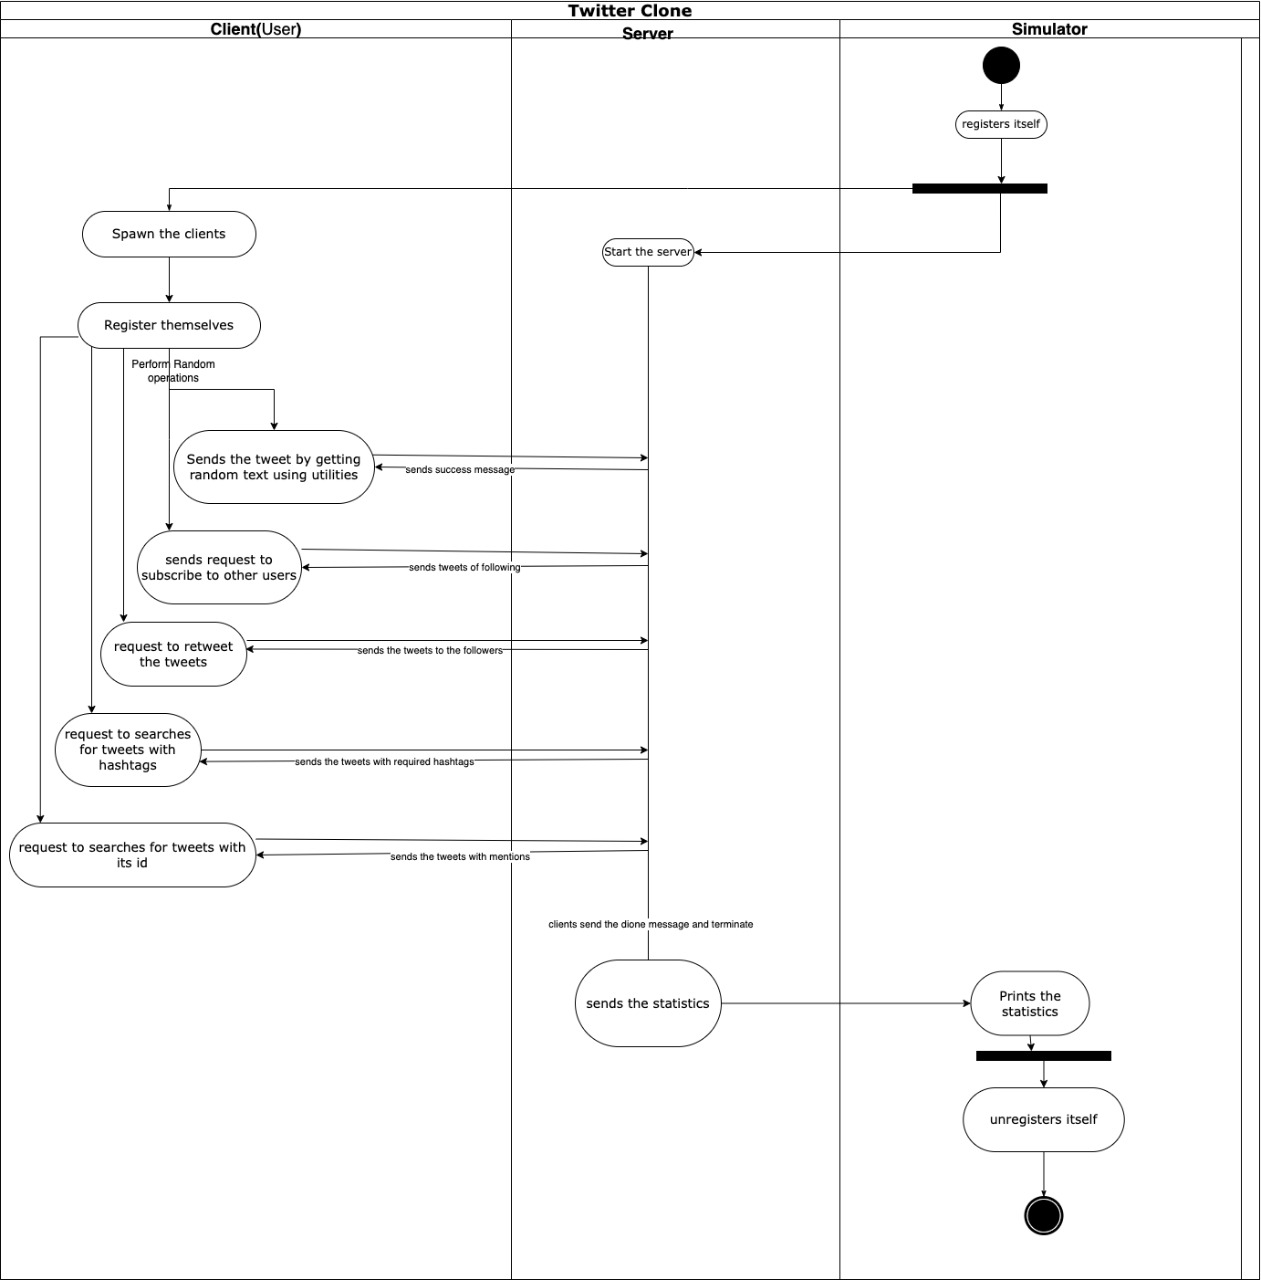 Twitter Clone
Client(User)
Server
Simulator
registers itself
Spawn the clients
Start the server
Register themselves
Perform Random
operations
Sends the tweet by getting
random text using utilities
sends success message
sends request to
subscribe to other users
sends tweets of following
request to retweet
the tweets
sends the tweets to the followers
request to searches
for tweets with
hashtags
sends the tweets with required hashtags
request to searches for tweets with
its id
sends the tweets with mentions
clients send the dione message and terminate
sends the statistics
Prints the
statistics
unregisters itself